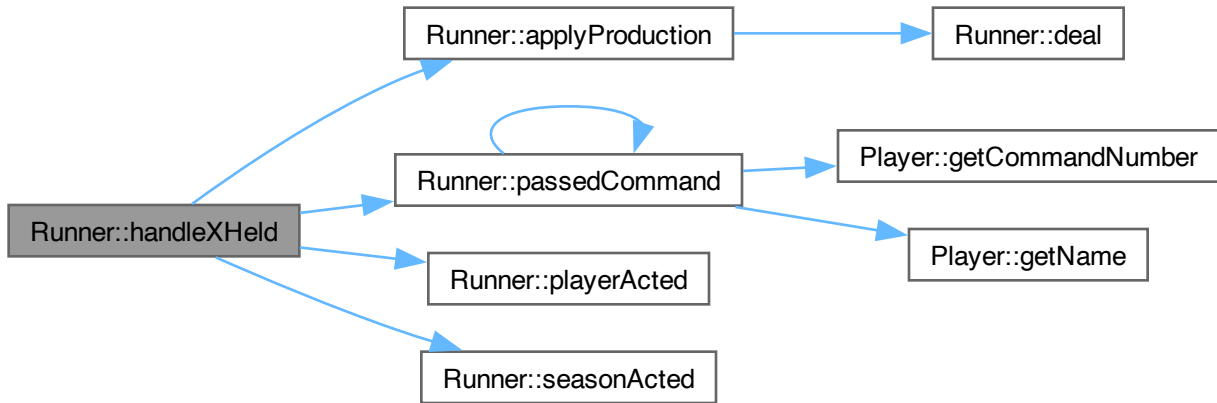 Runner::handleXHeld
Runner::applyProduction
Runner::deal
Runner::passedCommand
Player::getCommandNumber
Player::getName
Runner::playerActed
Runner::seasonActed